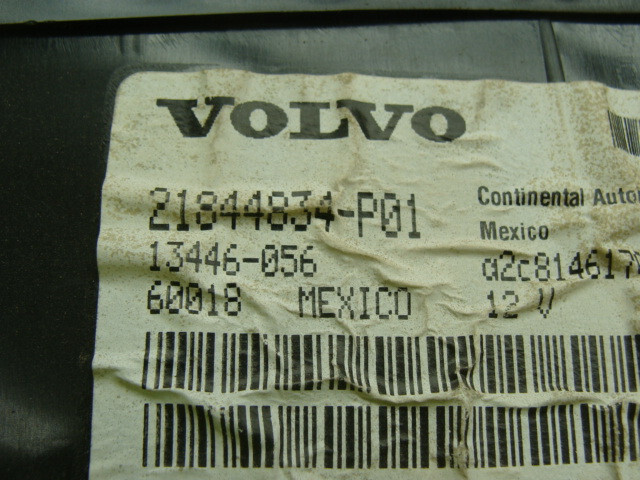 VOLVO
21844834-P01
Continental
13446-056
Mexico
60018 MEXICO
12 V